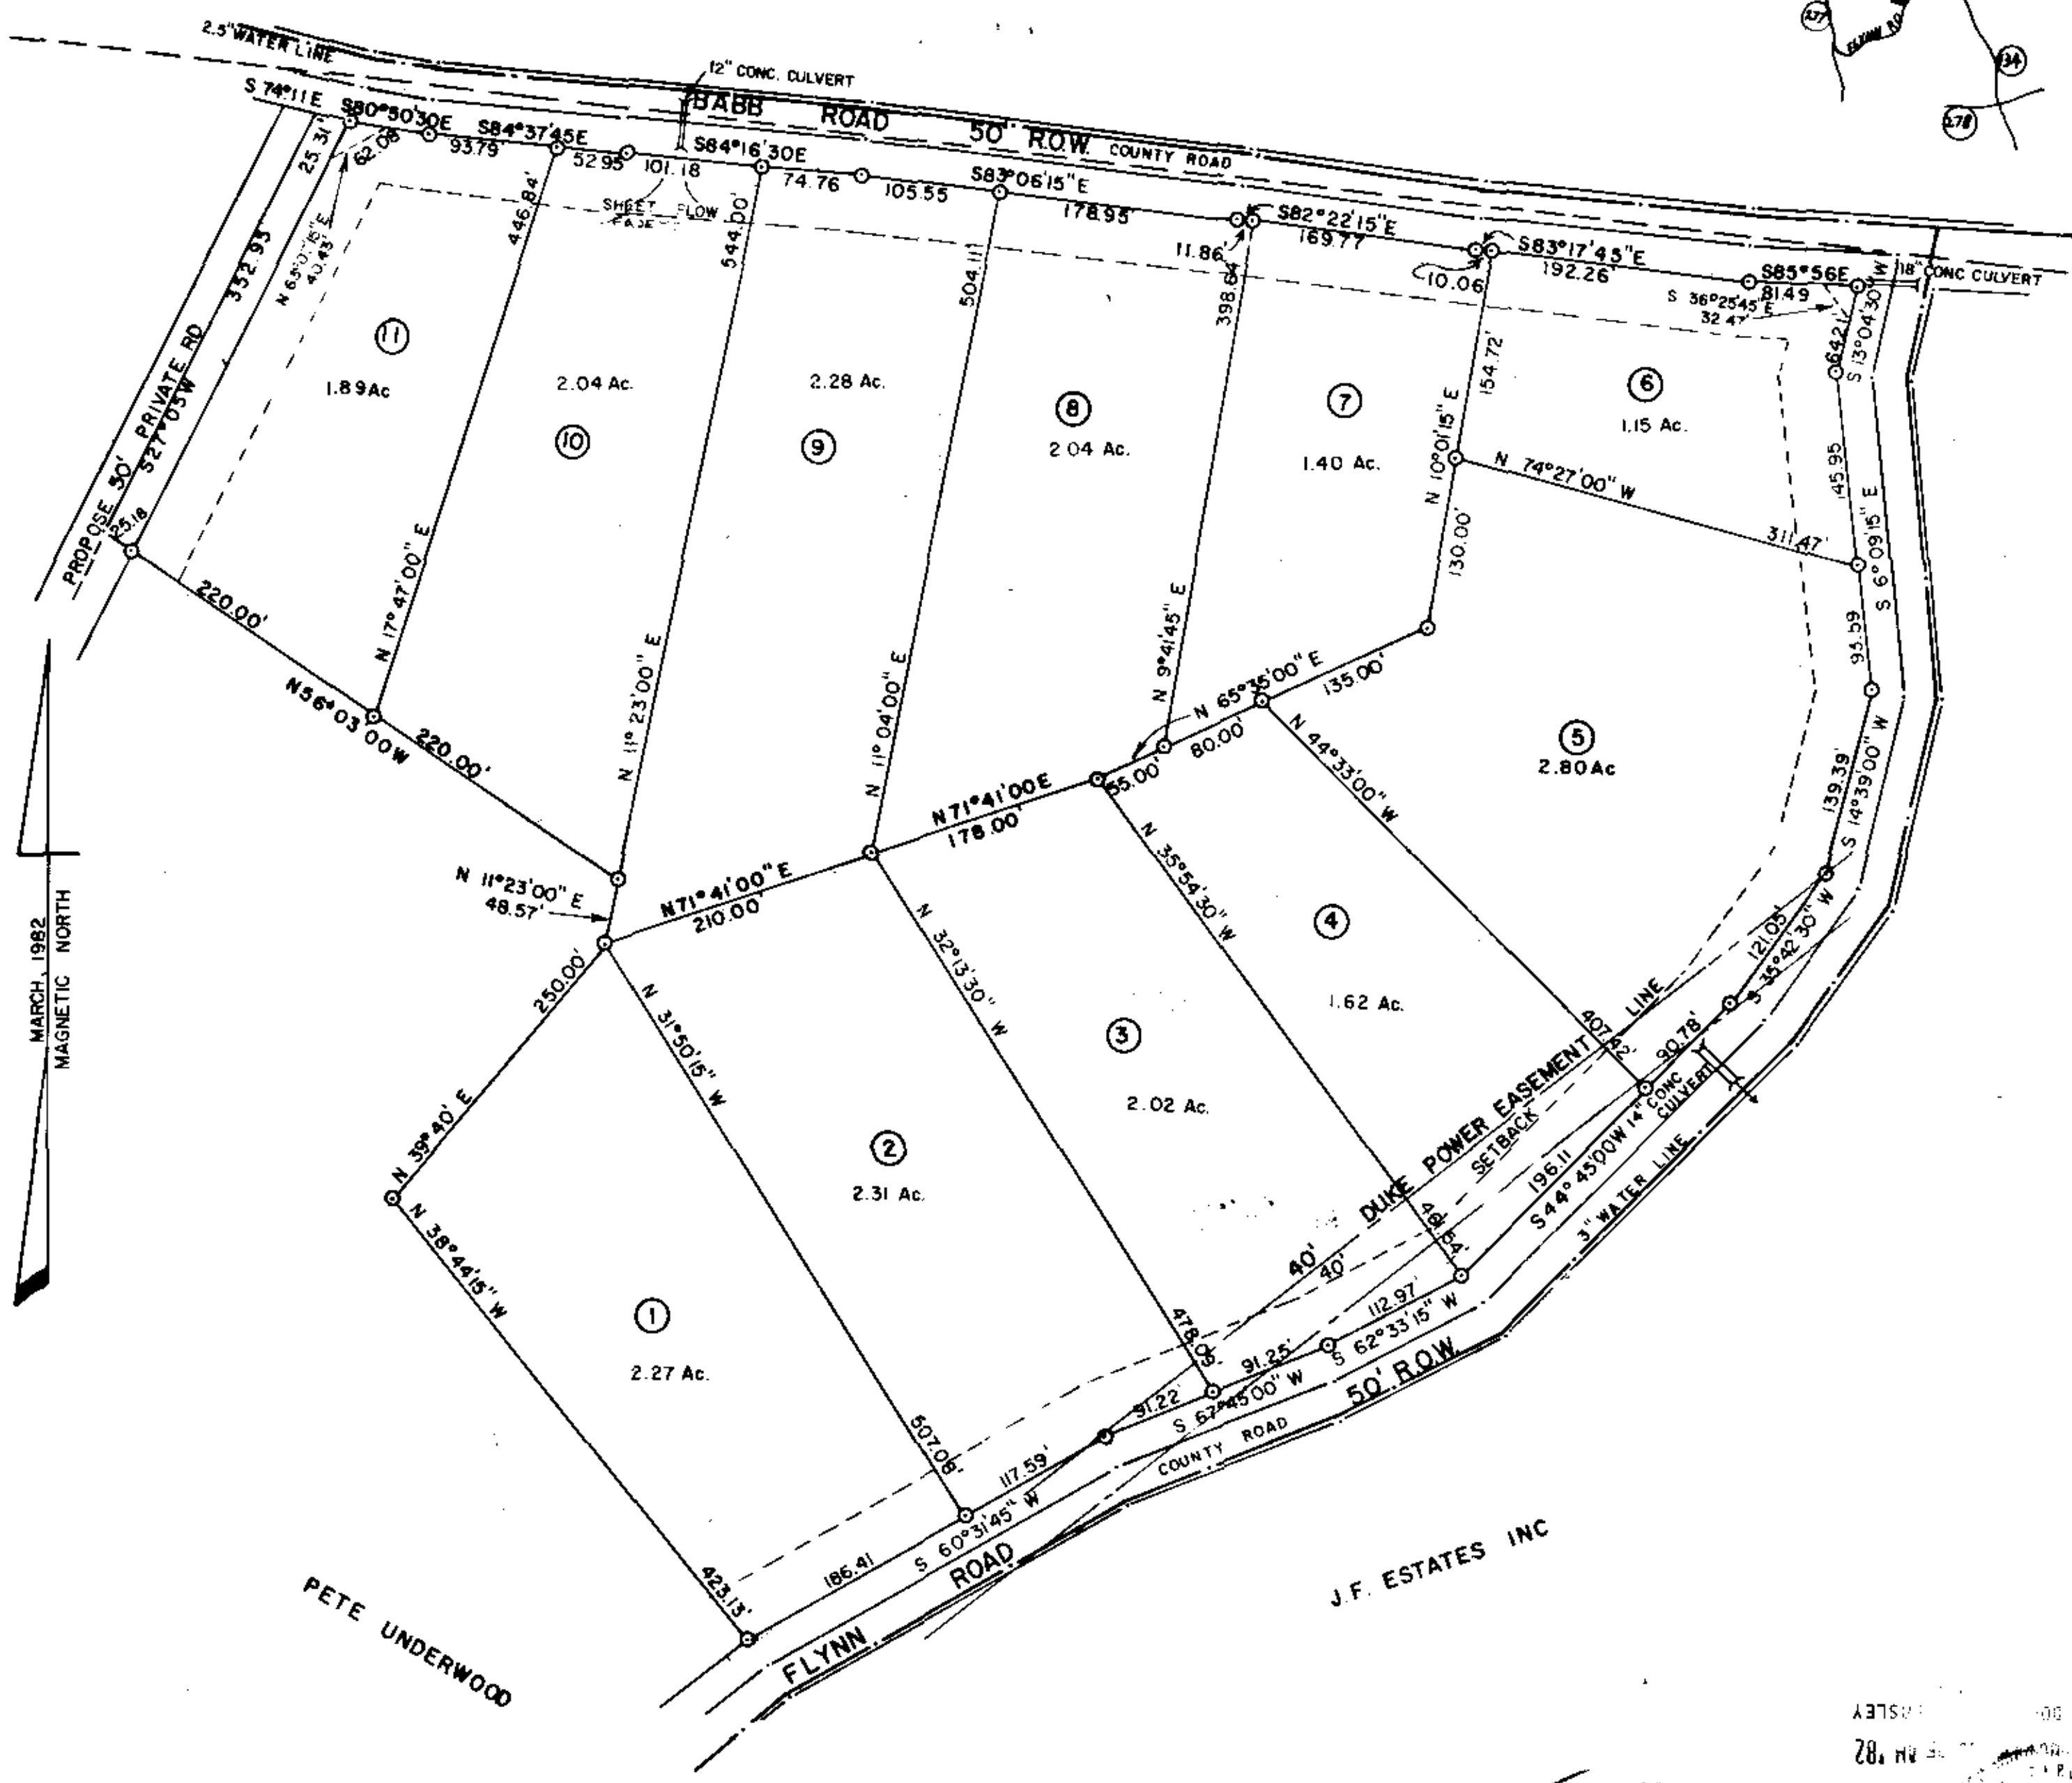 277
FLYNN RD
134
278
2.5" WATER LINE
12" CONC. CULVERT
BABB ROAD 50' R.O.W. COUNTY ROAD
S 74°11 E
S80°50'30E
S84°37'45E
S84°16'30E
S83°06'15"E
S82°22'15"E
S83°17'45"E
S85°56E
18" CONC CULVERT
25.31'
62.08
93.79'
52.95
101.18
74.76
105.55
178.95
11.86'
169.77
10.06
192.26'
81.49
S 36°25'45"E
32.47'
SHEET FLOW
40.43'
352.93
PROPOSE 50' PRIVATE RD
S27°05W
25.18
446.84'
544.00'
504.11'
398.64
154.72'
64.21'
S 13°04'30" W
11
1.89 Ac
2.04 Ac.
10
2.28 Ac.
9
8
2.04 Ac.
7
1.40 Ac.
6
1.15 Ac.
N 10°01'15" E
N 74°27'00" W
311.47'
145.95
S 6°09'15" E
93.59
130.00'
220.00'
N 17°47'00" E
N56°03'00W
220.00'
N 11°23'00" E
N 11°04'00" E
N 9°41'45" E
N 65°35'00" E
135.00'
80.00'
55.00'
N71°41'00E
178.00'
N 44°33'00" W
5
2.80 Ac
139.39'
S 14°39'00" W
N 11°23'00" E
48.57'
N71°41'00" E
210.00'
250.00'
N 39°40' E
N 31°50'15" W
N 32°13'30" W
N 35°54'30" W
4
1.62 Ac.
407.42'
121.05'
S 35°42'30" W
90.78'
14" CONC
CULVERT
MARCH, 1982
MAGNETIC NORTH
3
2.02 Ac.
2
2.31 Ac.
40' DUKE POWER EASEMENT LINE
40'
SETBACK
196.11
S 44°45'00W
3" WATER LINE
N 38°44'15" W
1
2.27 Ac.
112.97'
S 62°33'15" W
91.25'
91.22'
S 67°45'00" W
507.08'
117.59'
S 60°31'45" W
186.41
423.13'
FLYNN ROAD
COUNTY ROAD
50' R.O.W.
PETE UNDERWOOD
J.F. ESTATES INC